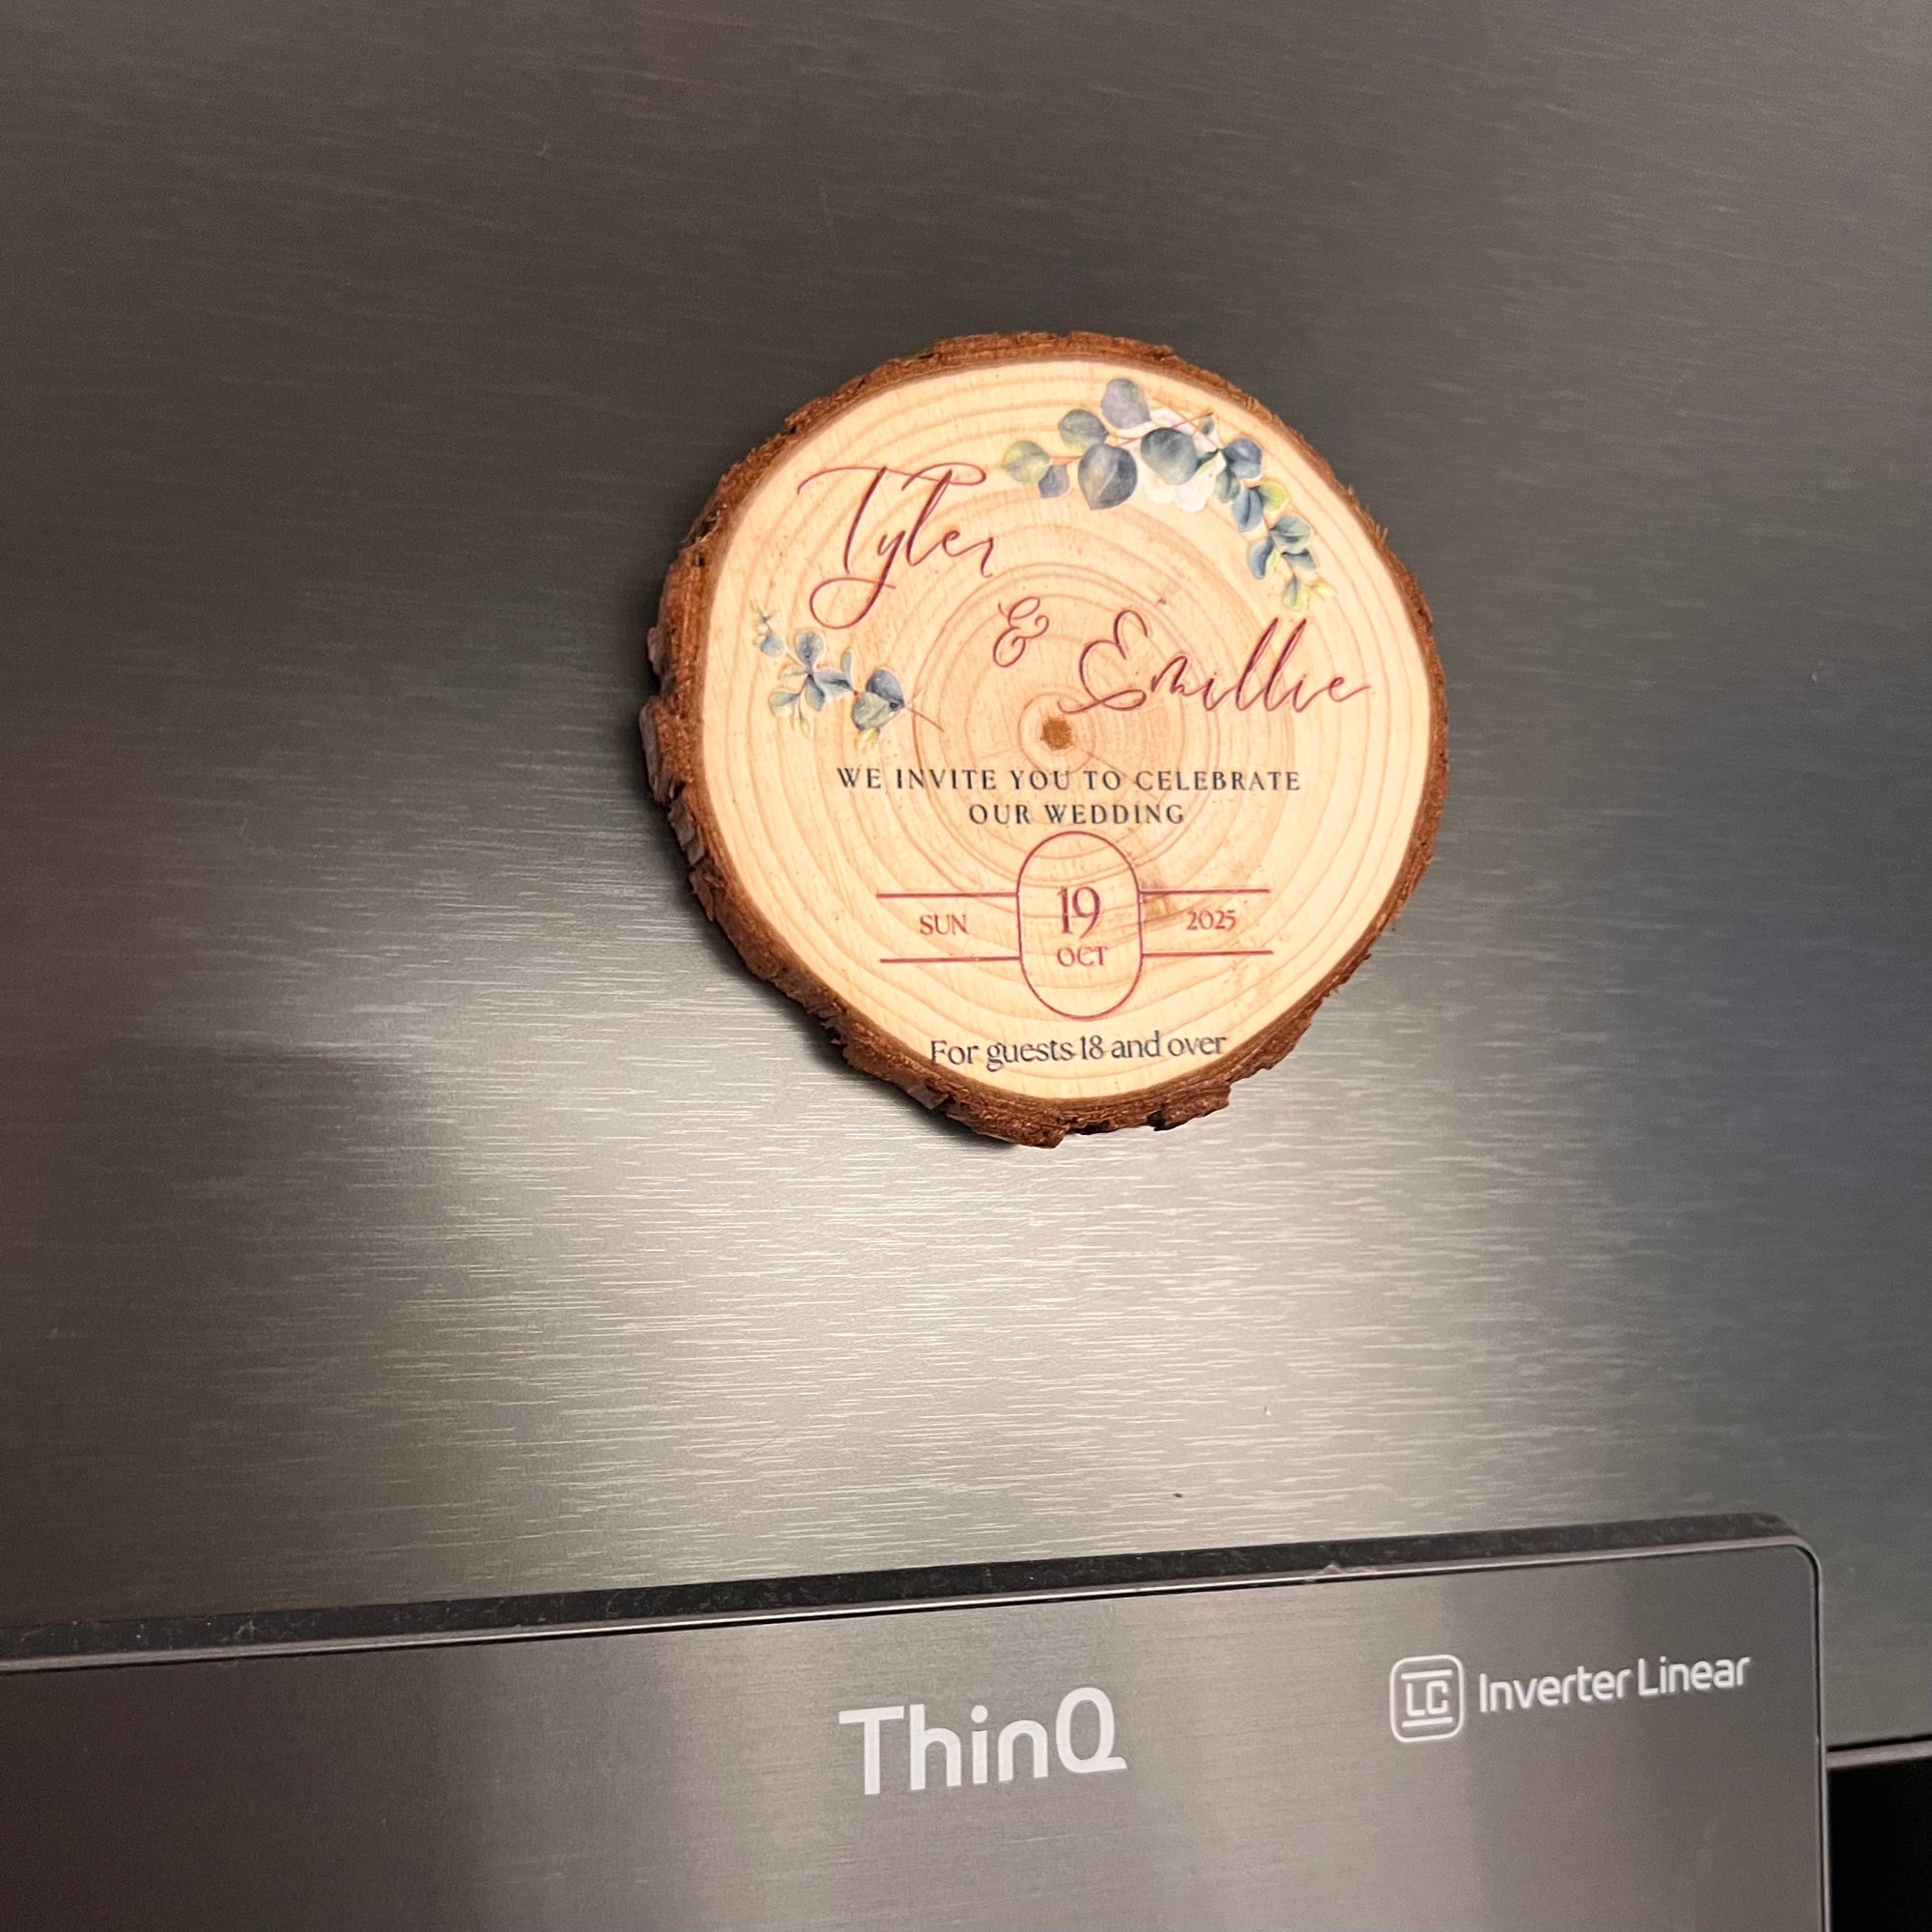 Tyler
& Emillie
WE INVITE YOU TO CELEBRATE
OUR WEDDING
SUN 19 2025
OCT
For guests 18 and over
ThinQ
LC Inverter Linear